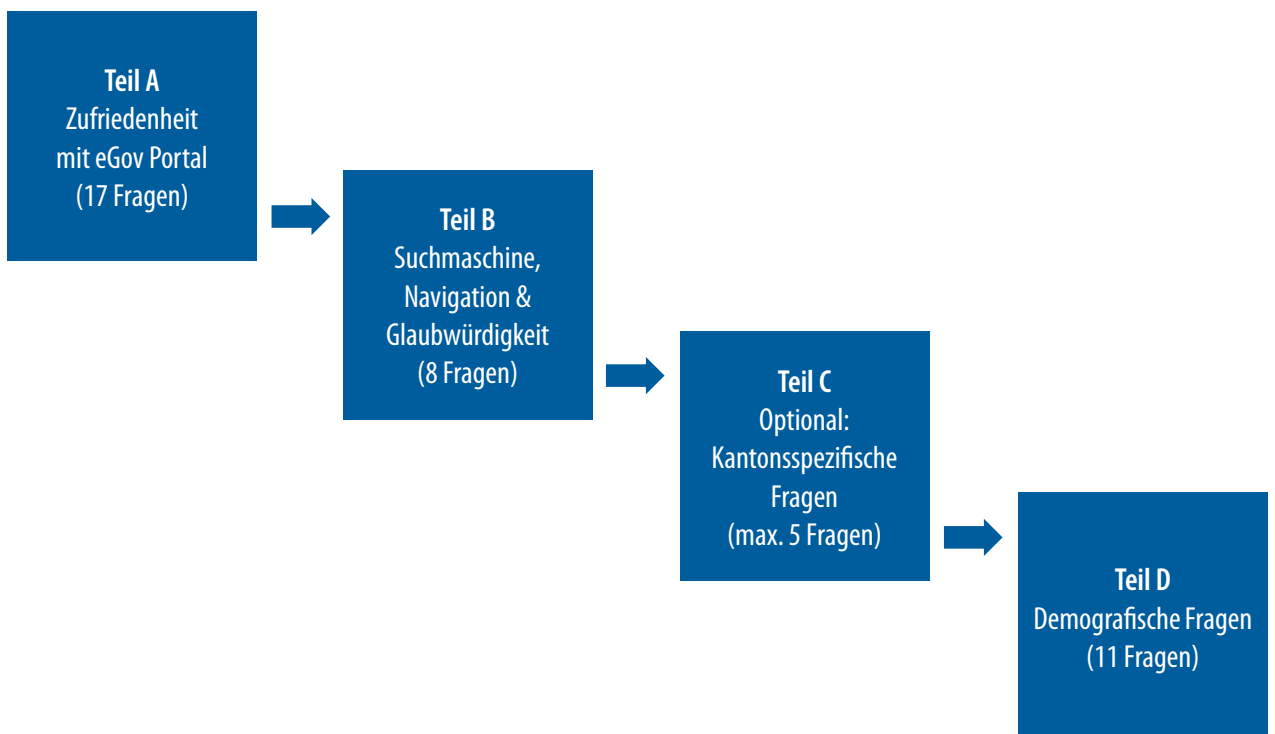 Teil A
Zufriedenheit
mit eGov Portal
(17 Fragen)
Teil B
Suchmaschine,
Navigation &
Glaubwürdigkeit
(8 Fragen)
Teil C
Optional:
Kantonsspezifische
Fragen
(max. 5 Fragen)
Teil D
Demografische Fragen
(11 Fragen)